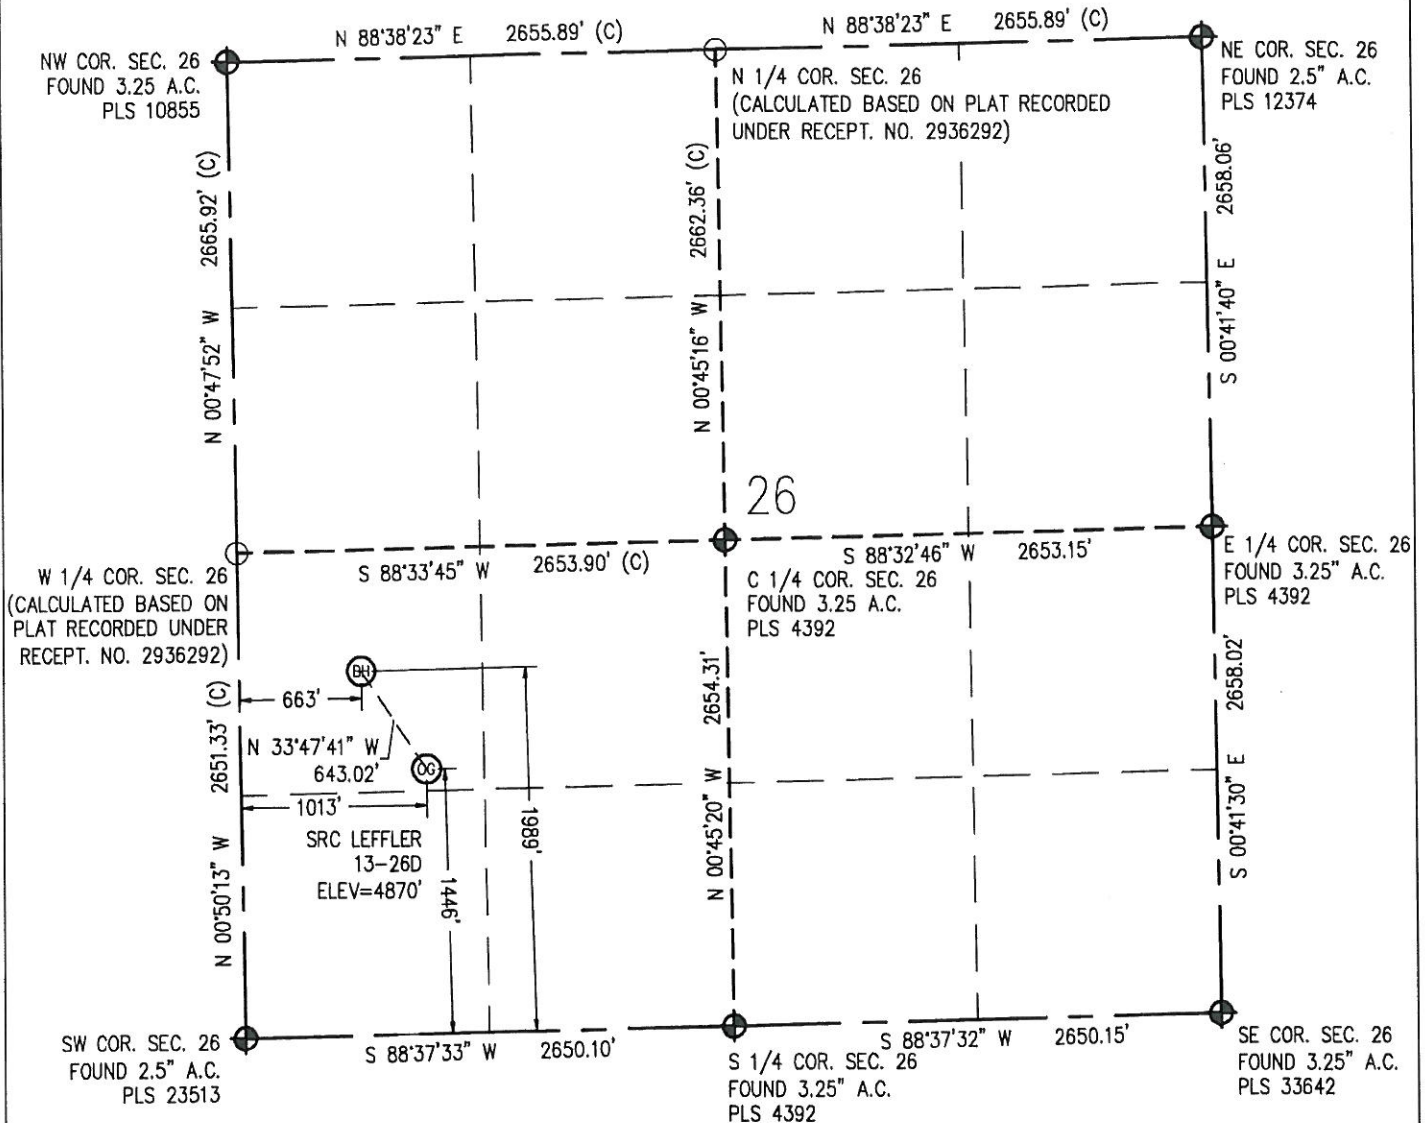 N 88°38'23" E 2655.89' (C)
N 88°38'23" E 2655.89' (C)
NW COR. SEC. 26
FOUND 3.25 A.C.
PLS 10855
N 1/4 COR. SEC. 26
(CALCULATED BASED ON PLAT RECORDED
UNDER RECEPT. NO. 2936292)
NE COR. SEC. 26
FOUND 2.5" A.C.
PLS 12374
N 00°47'52" W 2665.92' (C)
N 00°45'16" W 2662.36' (C)
S 00°41'40" E 2658.06'
26
W 1/4 COR. SEC. 26
(CALCULATED BASED ON
PLAT RECORDED UNDER
RECEPT. NO. 2936292)
S 88°33'45" W 2653.90' (C)
C 1/4 COR. SEC. 26
FOUND 3.25 A.C.
PLS 4392
S 88°32'46" W 2653.15'
E 1/4 COR. SEC. 26
FOUND 3.25" A.C.
PLS 4392
N 00°50'13" W 2651.33' (C)
BH
663'
N 33°47'41" W
643.02'
OG
1013'
SRC LEFFLER
13-26D
ELEV=4870'
1446'
1989'
N 00°45'20" W 2654.31'
S 00°41'30" E 2658.02'
SW COR. SEC. 26
FOUND 2.5" A.C.
PLS 23513
S 88°37'33" W 2650.10'
S 1/4 COR. SEC. 26
FOUND 3.25" A.C.
PLS 4392
S 88°37'32" W 2650.15'
SE COR. SEC. 26
FOUND 3.25" A.C.
PLS 33642